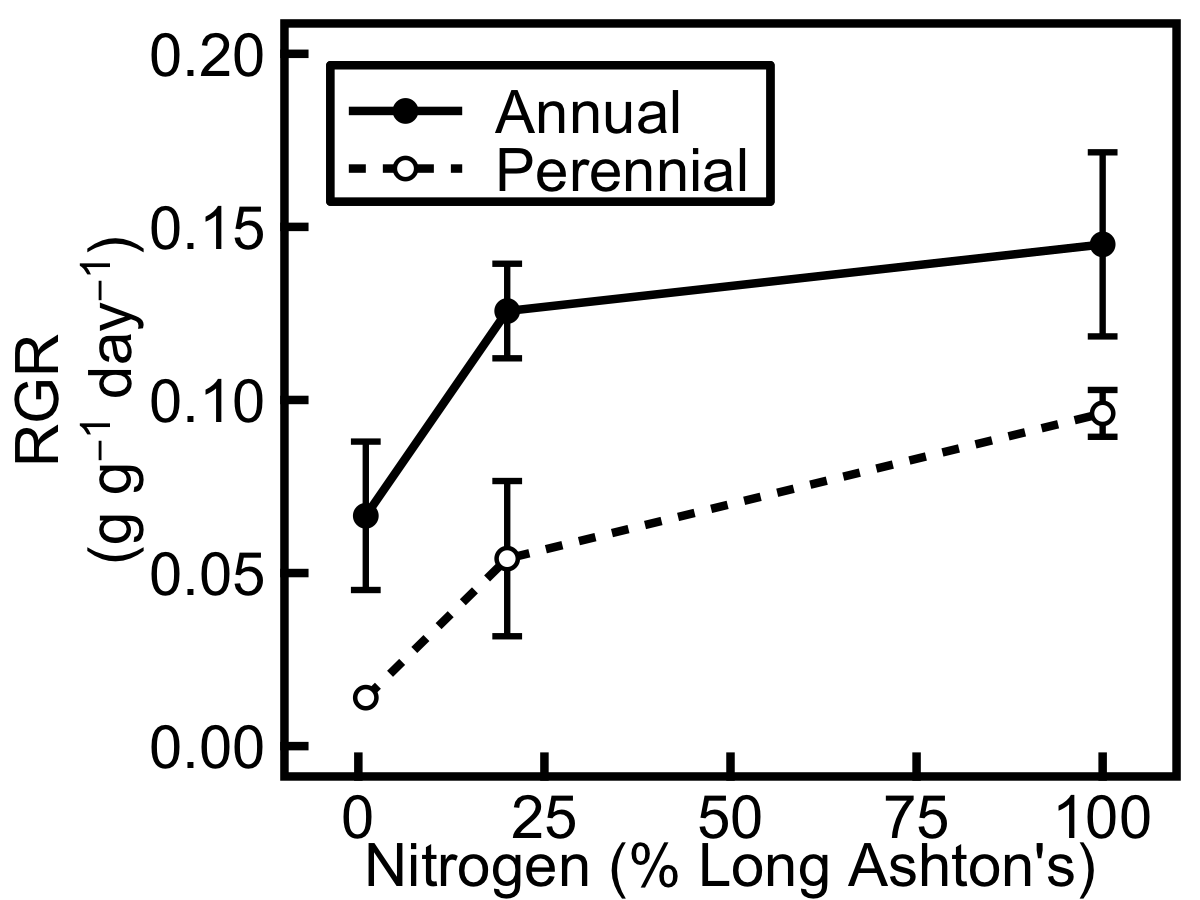 0.20
0.15
0.10
0.05
0.00
RGR
(g g⁻¹ day⁻¹)
Annual
Perennial
0 25 50 75 100
Nitrogen (% Long Ashton's)